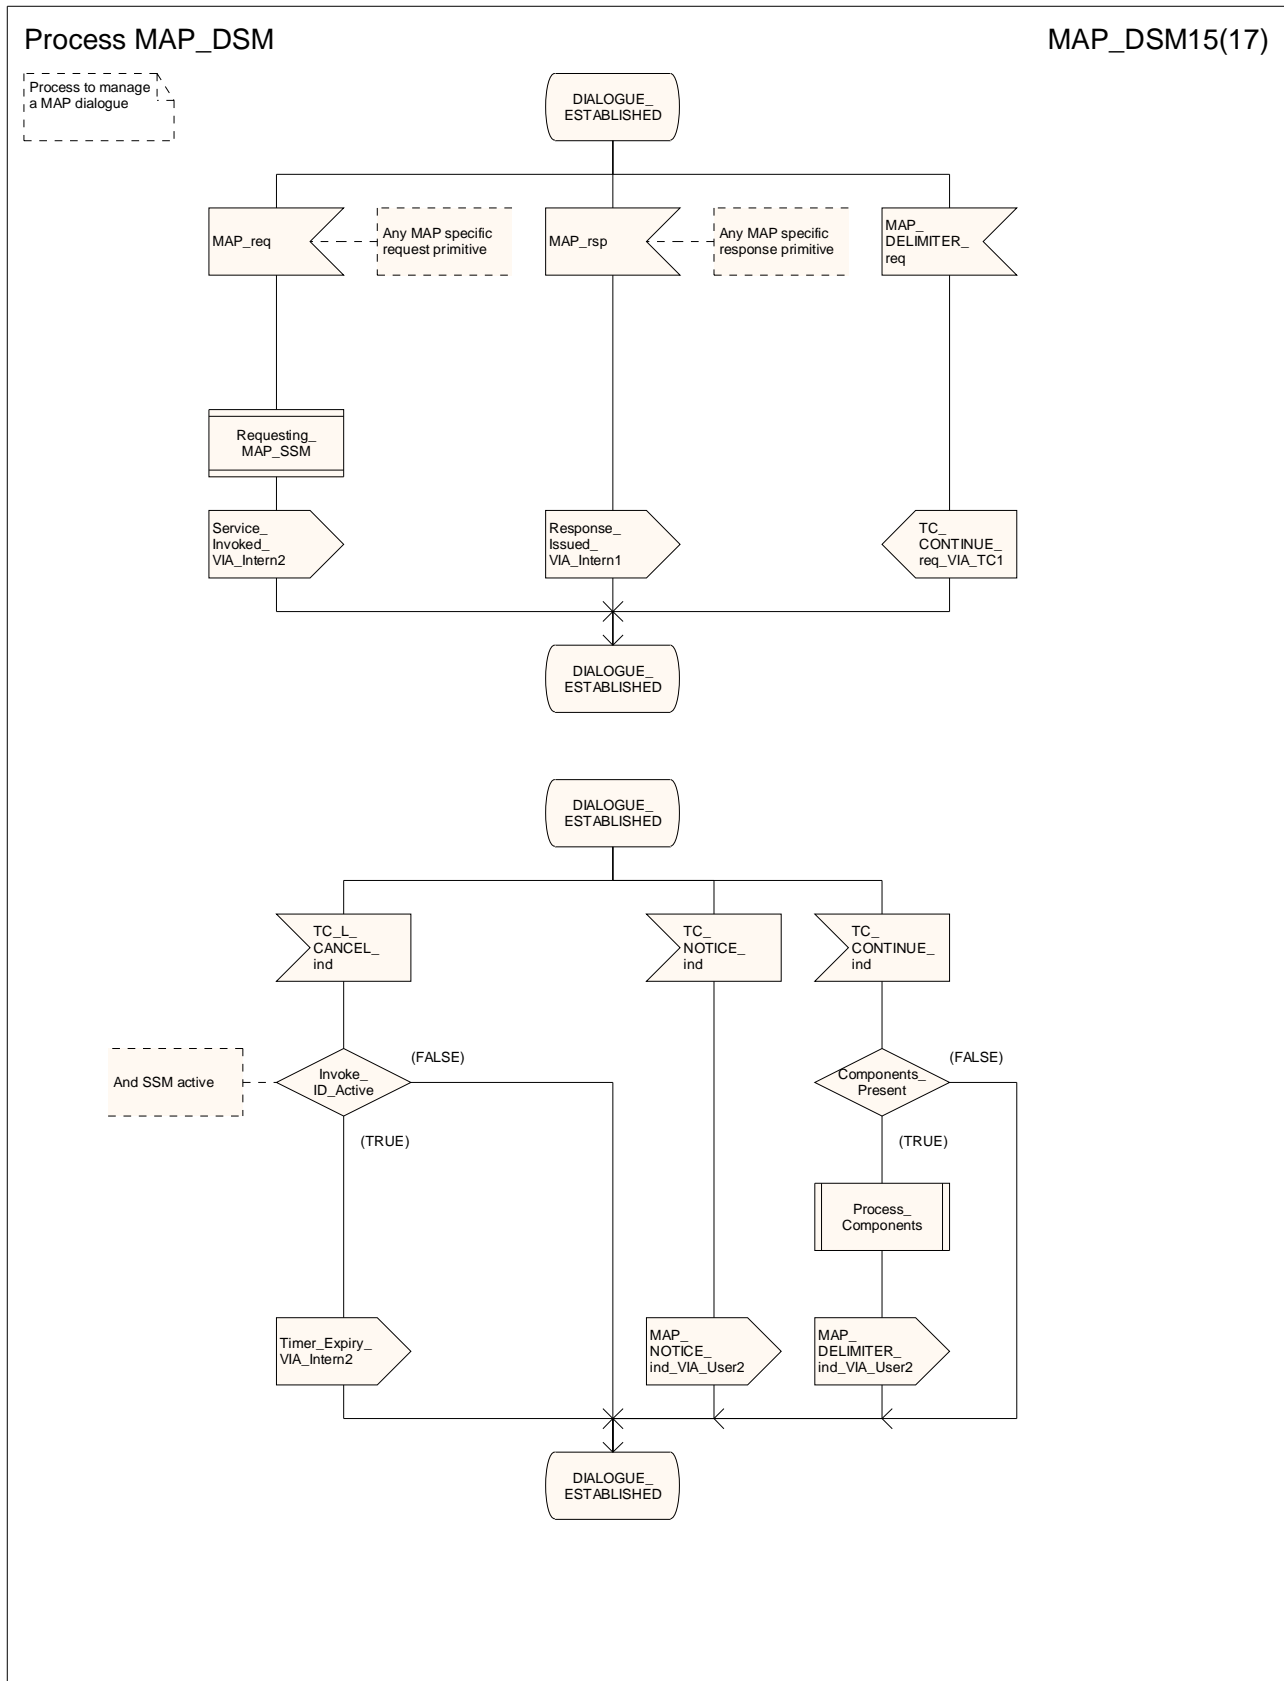 Process MAP_DSM
MAP_DSM15(17)
Process to manage
a MAP dialogue
DIALOGUE_
ESTABLISHED
MAP_req
Any MAP specific
request primitive
MAP_rsp
Any MAP specific
response primitive
MAP_
DELIMITER_
req
Requesting_
MAP_SSM
Service_
Invoked_
VIA_Intern2
Response_
Issued_
VIA_Intern1
TC_
CONTINUE_
req_VIA_TC1
DIALOGUE_
ESTABLISHED
DIALOGUE_
ESTABLISHED
TC_L_
CANCEL_
ind
TC_
NOTICE_
ind
TC_
CONTINUE_
ind
And SSM active
Invoke_
ID_Active
(FALSE)
(TRUE)
Components_
Present
(FALSE)
(TRUE)
Process_
Components
Timer_Expiry_
VIA_Intern2
MAP_
NOTICE_
ind_VIA_User2
MAP_
DELIMITER_
ind_VIA_User2
DIALOGUE_
ESTABLISHED